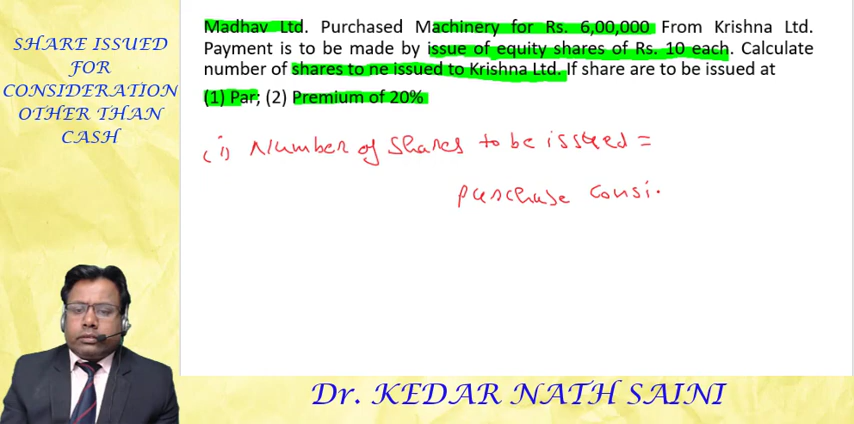 SHARE ISSUED
FOR
CONSIDERATION
OTHER THAN
CASH
Madhav Ltd. Purchased Machinery for Rs. 6,00,000 From Krishna Ltd.
Payment is to be made by issue of equity shares of Rs. 10 each. Calculate
number of shares to ne issued to Krishna Ltd. If share are to be issued at
(1) Par; (2) Premium of 20%
(i) Number of Shares to be issued =
Purchase Consi.
Dr. KEDAR NATH SAINI